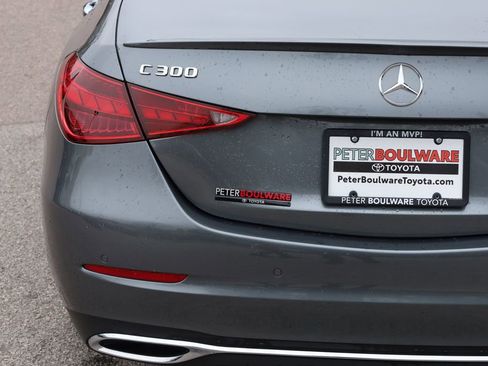 C 300
I'M AN MVP!
PETERBOULWARE
TOYOTA
PeterBoulwareToyota.com
PETER BOULWARE TOYOTA
PETERBOULWARE
TOYOTA